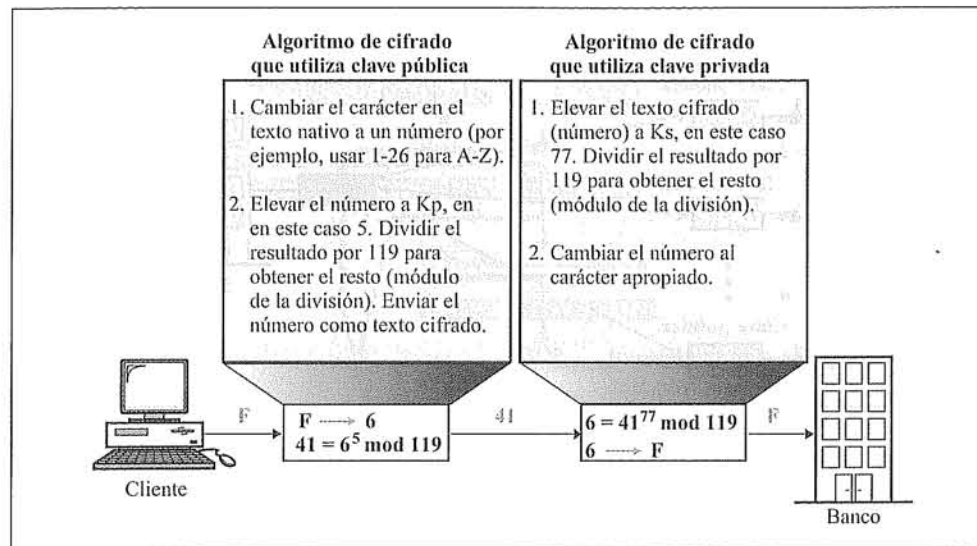 Algoritmo de cifrado
que utiliza clave pública
1. Cambiar el carácter en el
texto nativo a un número (por
ejemplo, usar 1-26 para A-Z).
2. Elevar el número a Kp, en
en este caso 5. Dividir el
resultado por 119 para
obtener el resto (módulo
de la división). Enviar el
número como texto cifrado.
Algoritmo de cifrado
que utiliza clave privada
1. Elevar el texto cifrado
(número) a Ks, en este caso
77. Dividir el resultado por
119 para obtener el resto
(módulo de la división).
2. Cambiar el número al
carácter apropiado.
F
F ----> 6
41 = 6⁵ mod 119
41
6 = 41⁷⁷ mod 119
6 ----> F
F
Cliente
Banco